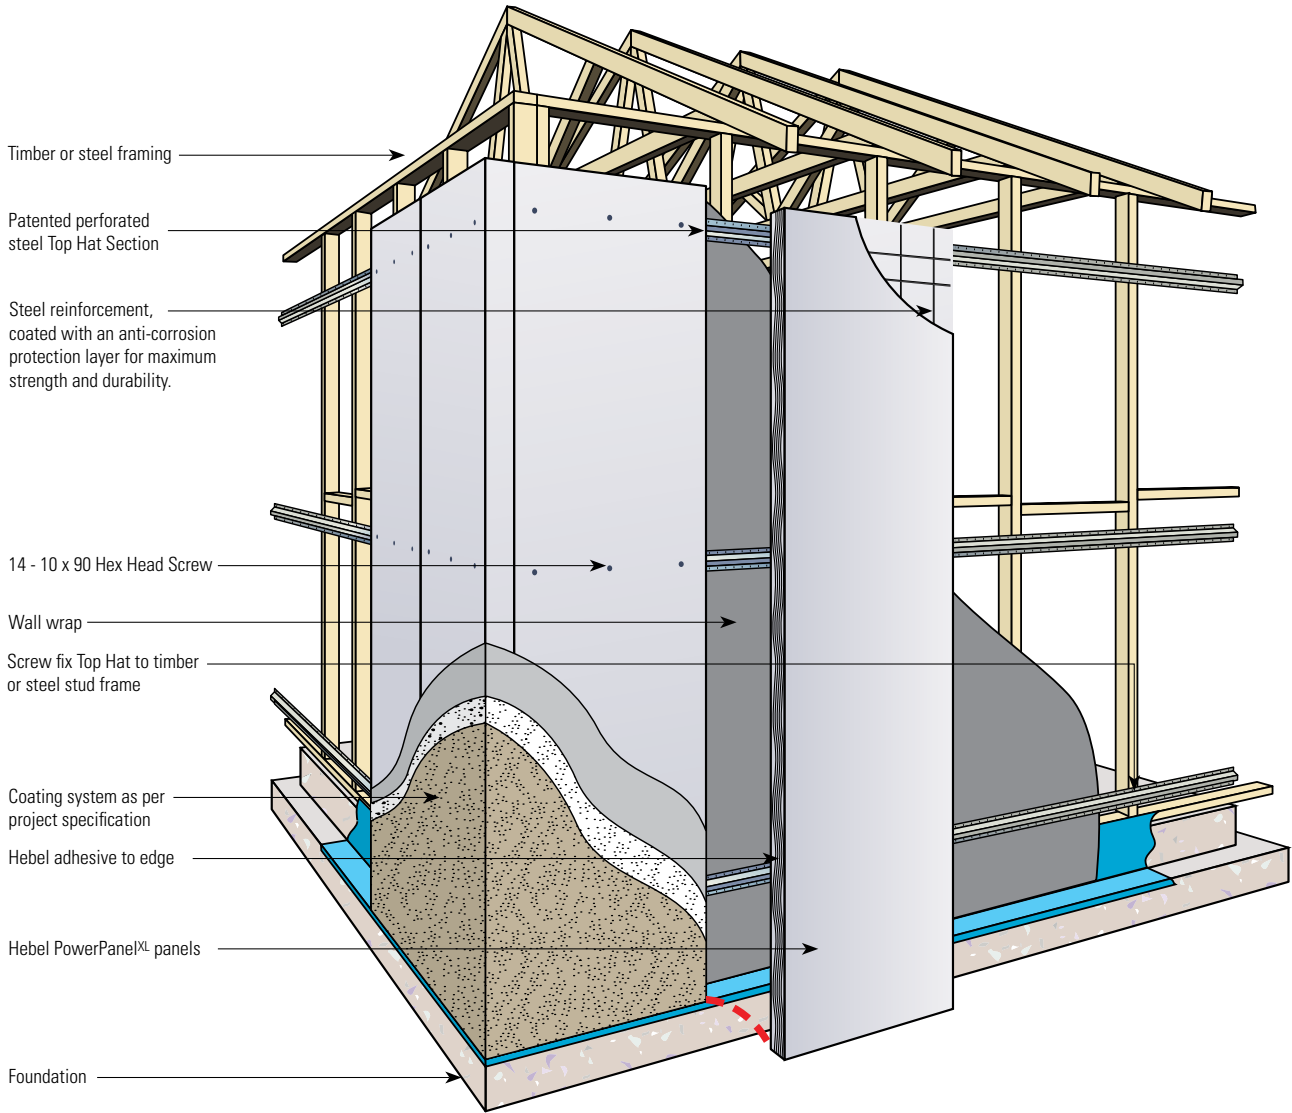 Timber or steel framing
Patented perforated
steel Top Hat Section
Steel reinforcement,
coated with an anti-corrosion
protection layer for maximum
strength and durability.
14 - 10 x 90 Hex Head Screw
Wall wrap
Screw fix Top Hat to timber
or steel stud frame
Coating system as per
project specification
Hebel adhesive to edge
Hebel PowerPanelXL panels
Foundation